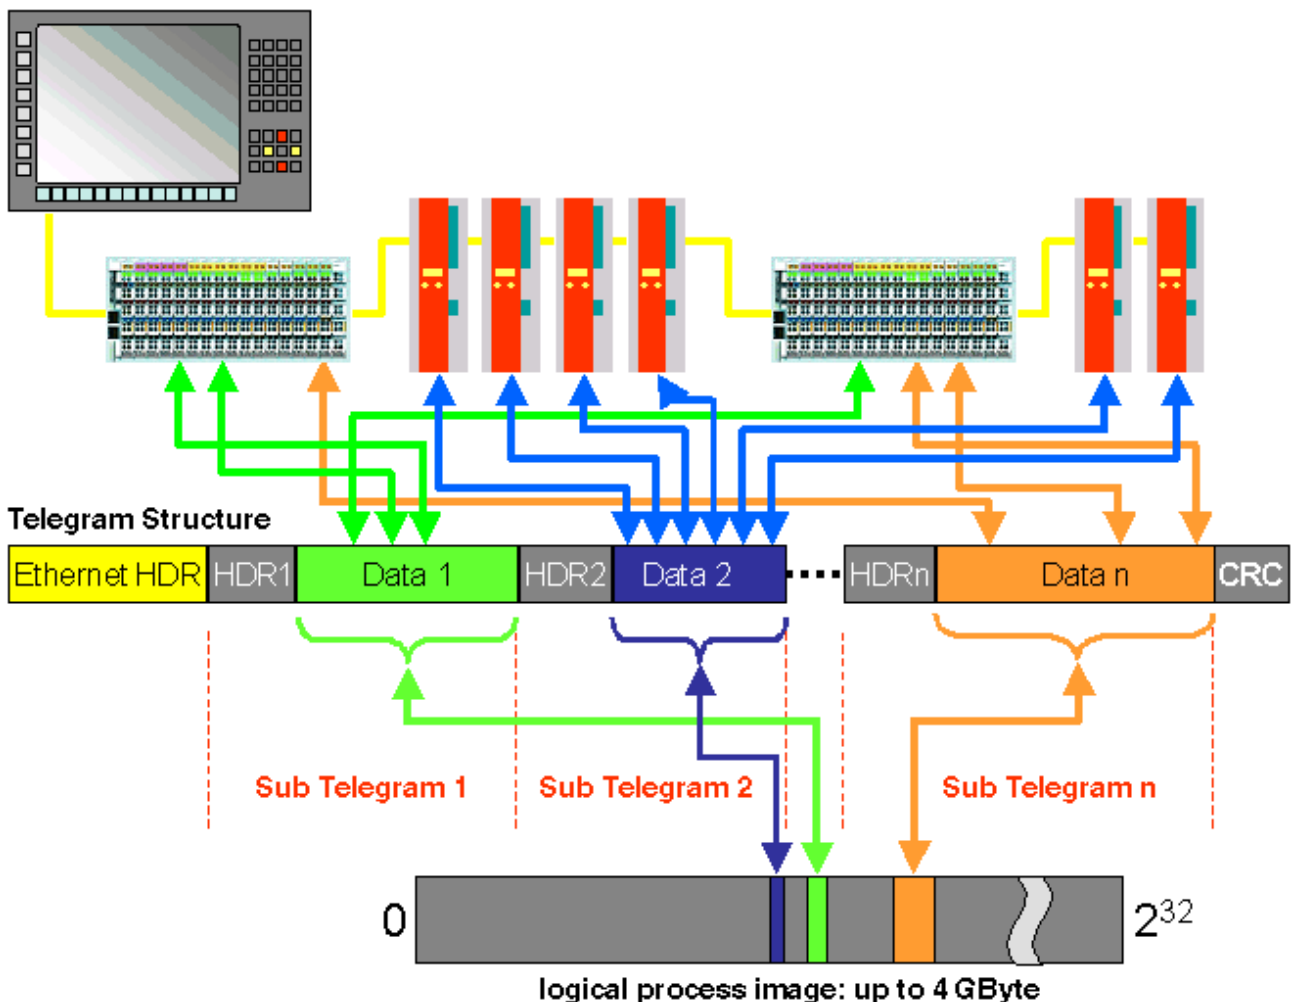 Telegram Structure
Ethernet HDR HDR1 Data 1 HDR2 Data 2 HDRn Data n CRC
Sub Telegram 1 Sub Telegram 2 Sub Telegram n
0 2³²
logical process image: up to 4 GByte